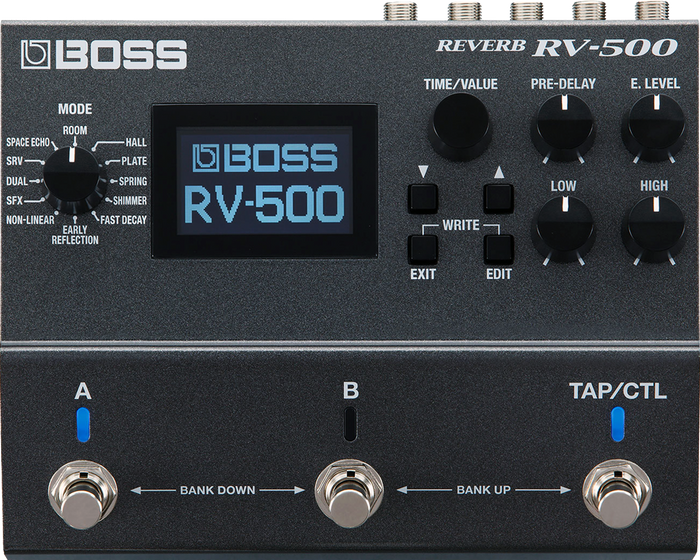 BOSS
REVERB RV-500
MODE
ROOM
SPACE ECHO
HALL
SRV
PLATE
DUAL
SPRING
SFX
SHIMMER
NON-LINEAR
FAST DECAY
EARLY
REFLECTION
BOSS
RV-500
TIME/VALUE
PRE-DELAY
E. LEVEL
LOW
HIGH
WRITE
EXIT
EDIT
A
B
TAP/CTL
BANK DOWN
BANK UP